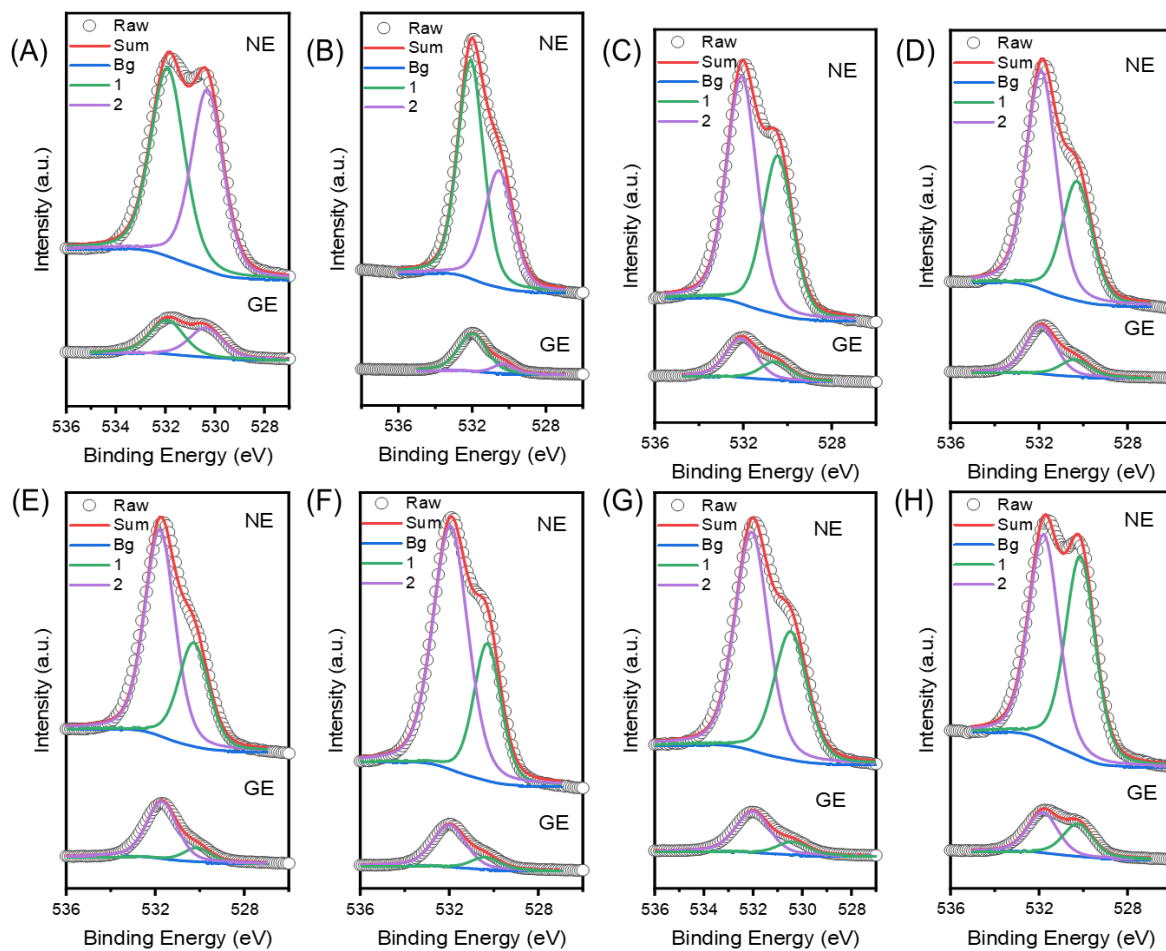 (A)
Raw
Sum
Bg
1
2
NE
GE
Intensity (a.u.)
536 534 532 530 528
Binding Energy (eV)
(B)
Raw
Sum
Bg
1
2
NE
GE
Intensity (a.u.)
536 532 528
Binding Energy (eV)
(C)
Raw
Sum
Bg
1
2
NE
GE
Intensity (a.u.)
536 532 528
Binding Energy (eV)
(D)
Raw
Sum
Bg
1
2
NE
GE
Intensity (a.u.)
536 532 528
Binding Energy (eV)
(E)
Raw
Sum
Bg
1
2
NE
GE
Intensity (a.u.)
536 532 528
Binding Energy (eV)
(F)
Raw
Sum
Bg
1
2
NE
GE
Intensity (a.u.)
536 532 528
Binding Energy (eV)
(G)
Raw
Sum
Bg
1
2
NE
GE
Intensity (a.u.)
536 534 532 530 528
Binding Energy (eV)
(H)
Raw
Sum
Bg
1
2
NE
GE
Intensity (a.u.)
536 532 528
Binding Energy (eV)